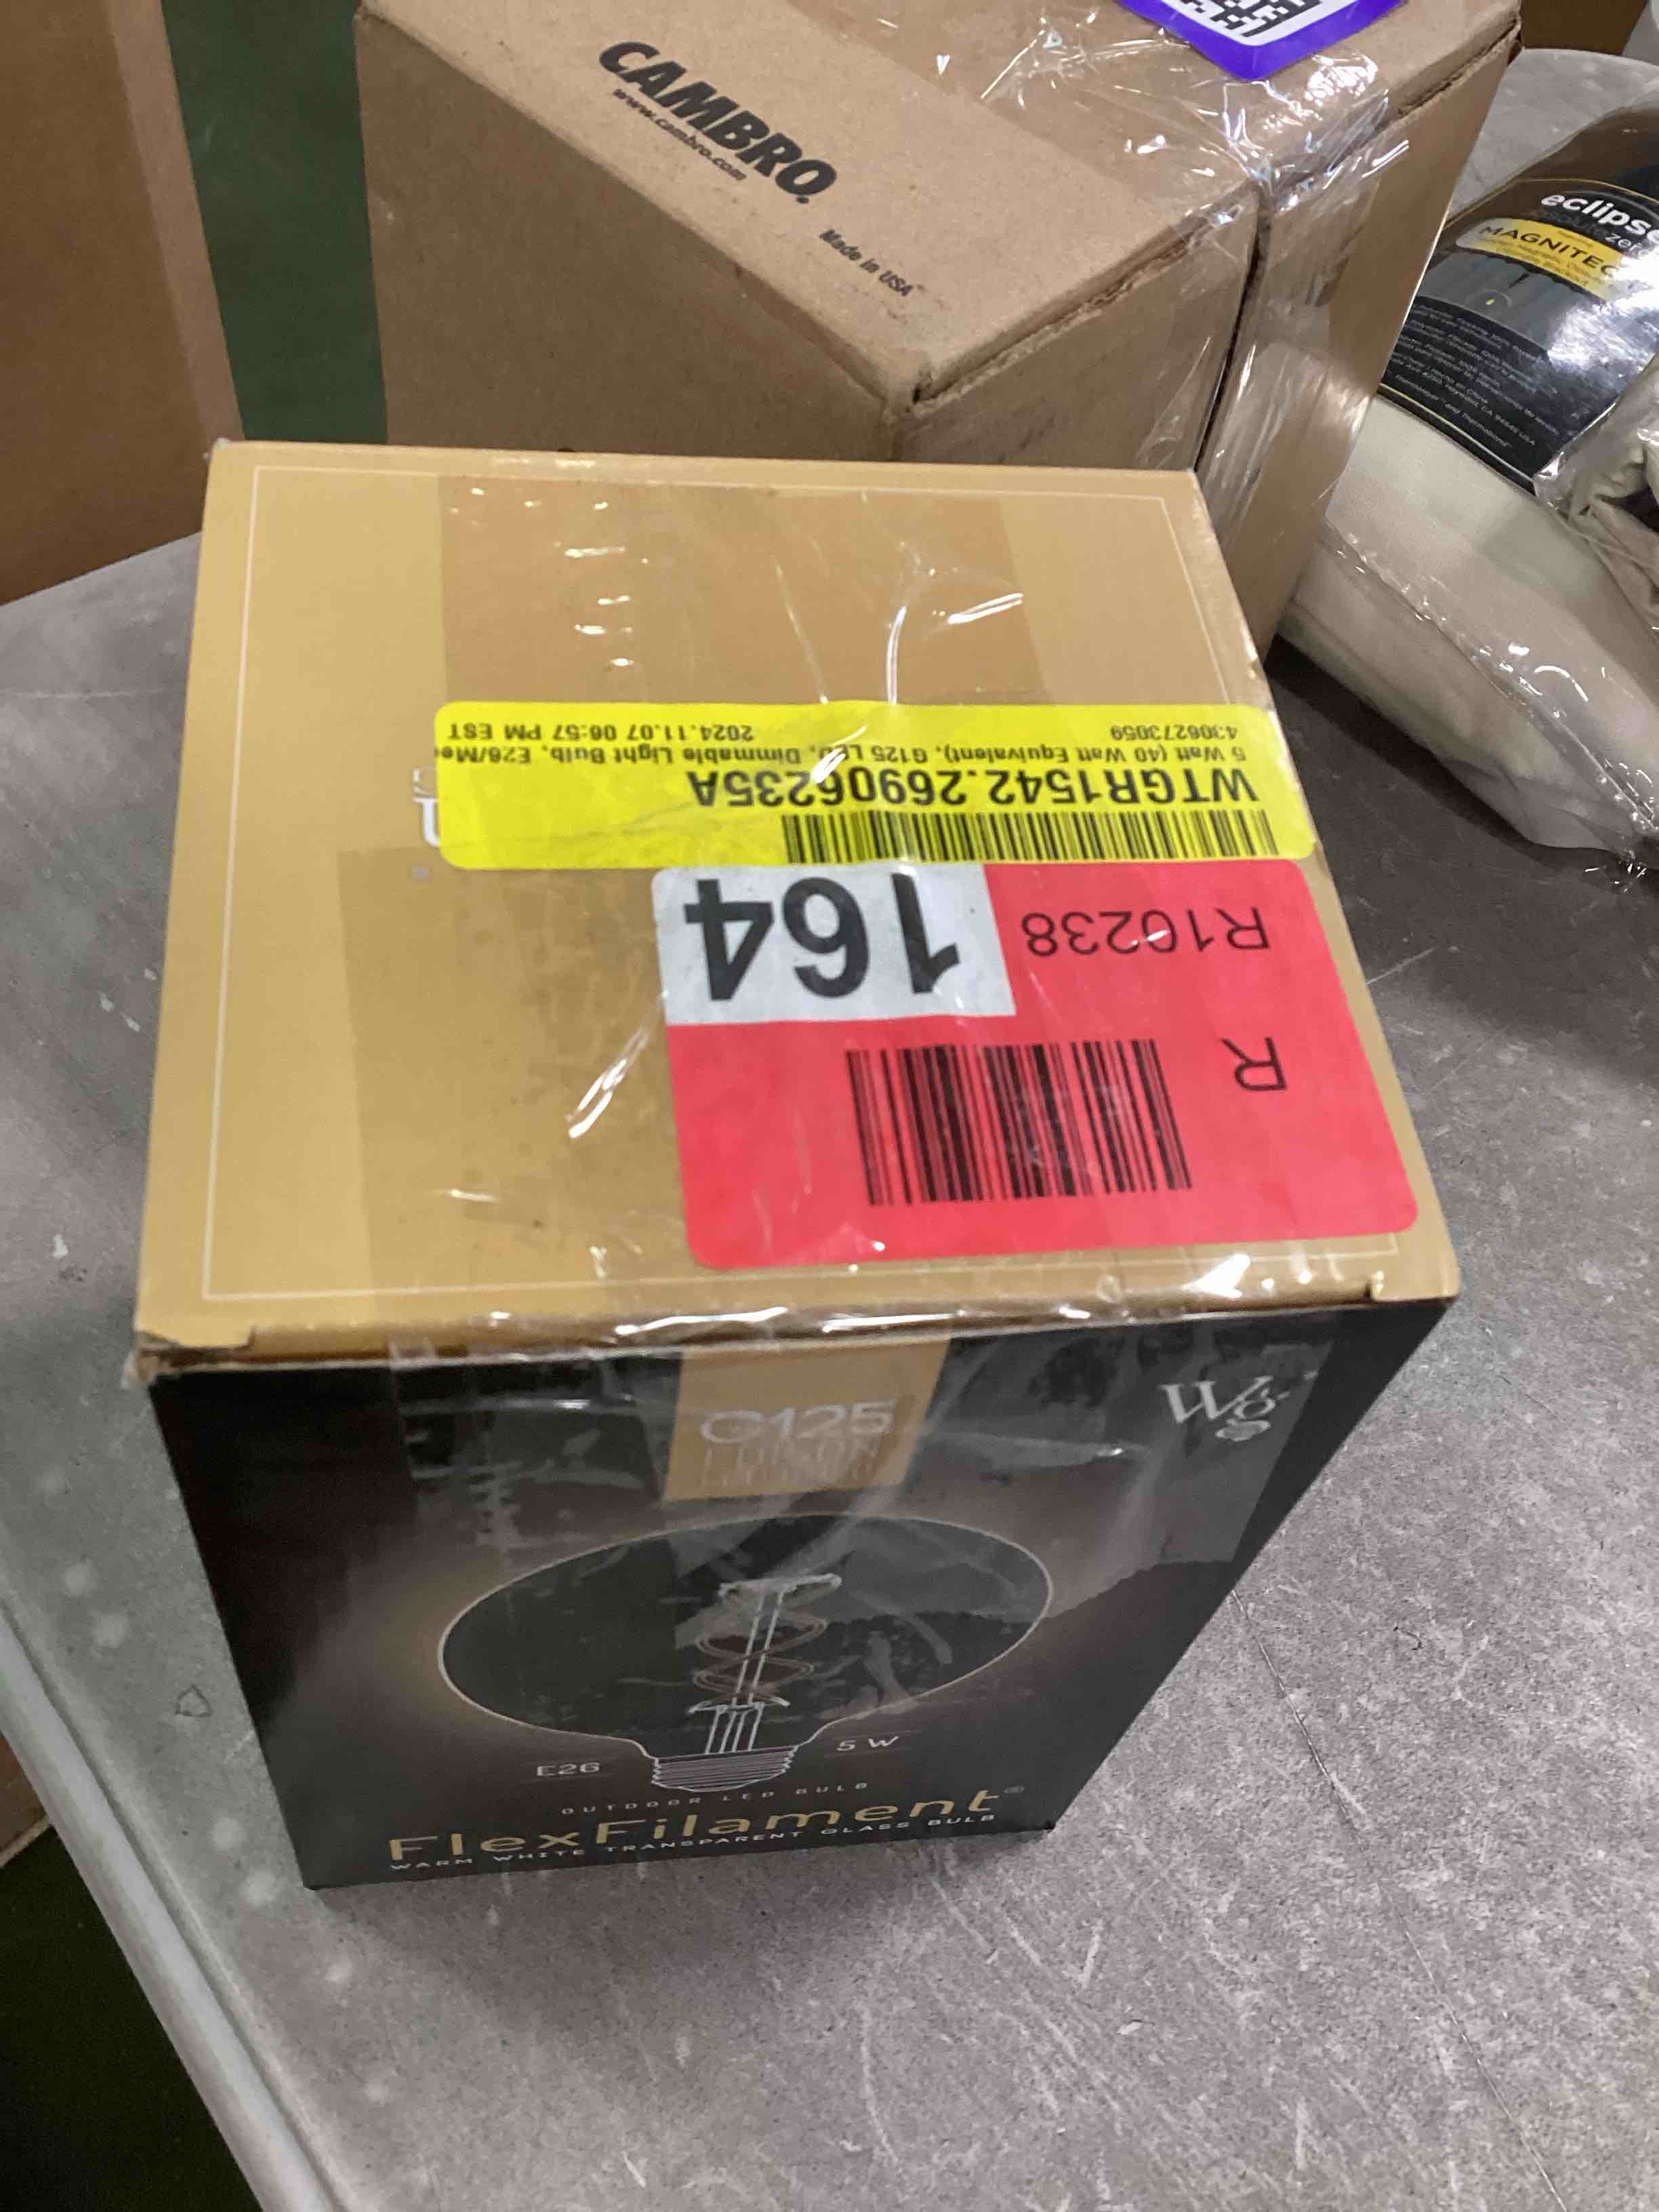 CAMBRO®
www.cambro.com
Made in USA
eclipse
MAGNITEC
WTGR1542.26906235A
5 Watt (40 Watt Equivalent), G125 LED, Dimmable Light Bulb, E26/Me
4306273059 2024.11.07 06:57 PM EST
R10238
164
R
G125
EDISON
Wg
E26
5 W
OUTDOOR LED BULB
FlexFilament®
WARM WHITE TRANSPARENT GLASS BULB